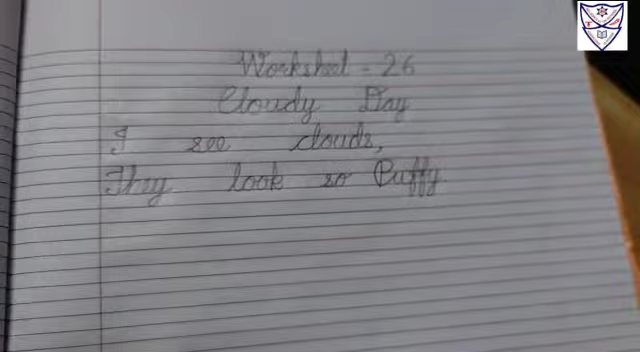 Worksheet - 26
Cloudy Day
I see clouds,
They look so Puffy